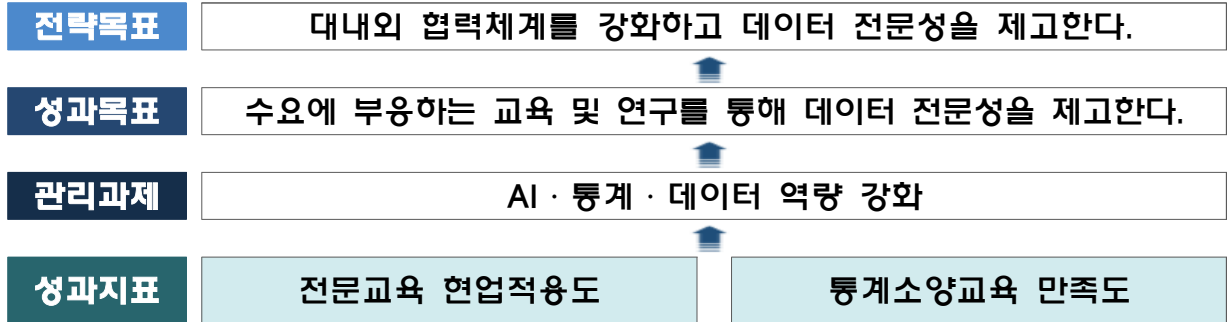 전략목표 대내외 협력체계를 강화하고 데이터 전문성을 제고한다.
성과목표 수요에 부응하는 교육 및 연구를 통해 데이터 전문성을 제고한다.
관리과제 AI · 통계 · 데이터 역량 강화
성과지표 전문교육 현업적용도 통계소양교육 만족도